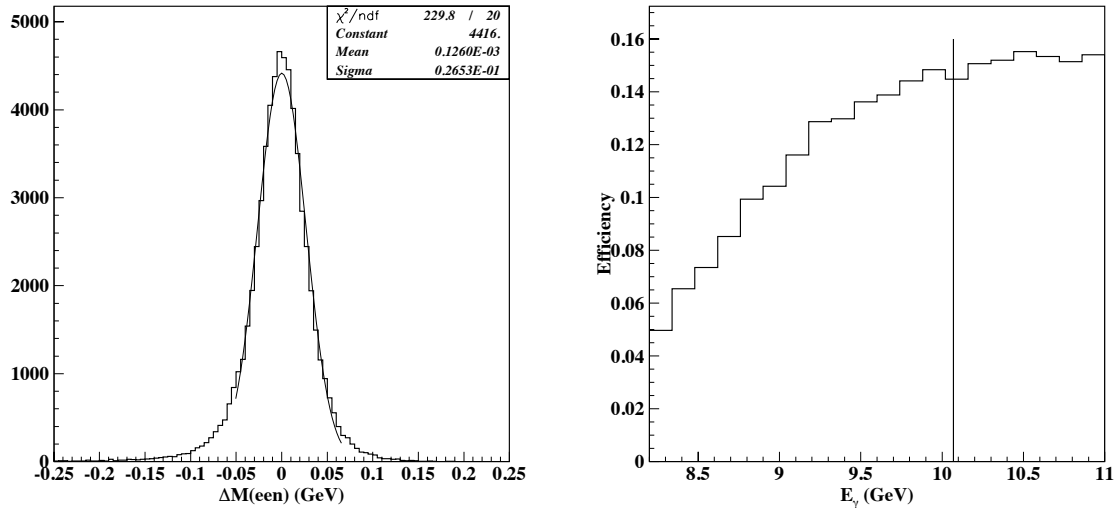 χ²/ndf 229.8 / 20
Constant 4416.
Mean 0.1260E-03
Sigma 0.2653E-01
5000
4000
3000
2000
1000
0
-0.25 -0.2 -0.15 -0.1 -0.05 0 0.05 0.1 0.15 0.2 0.25
ΔM(een) (GeV)
0.16
0.14
0.12
0.1
0.08
0.06
0.04
0.02
0
Efficiency
8.5 9 9.5 10 10.5 11
Eγ (GeV)